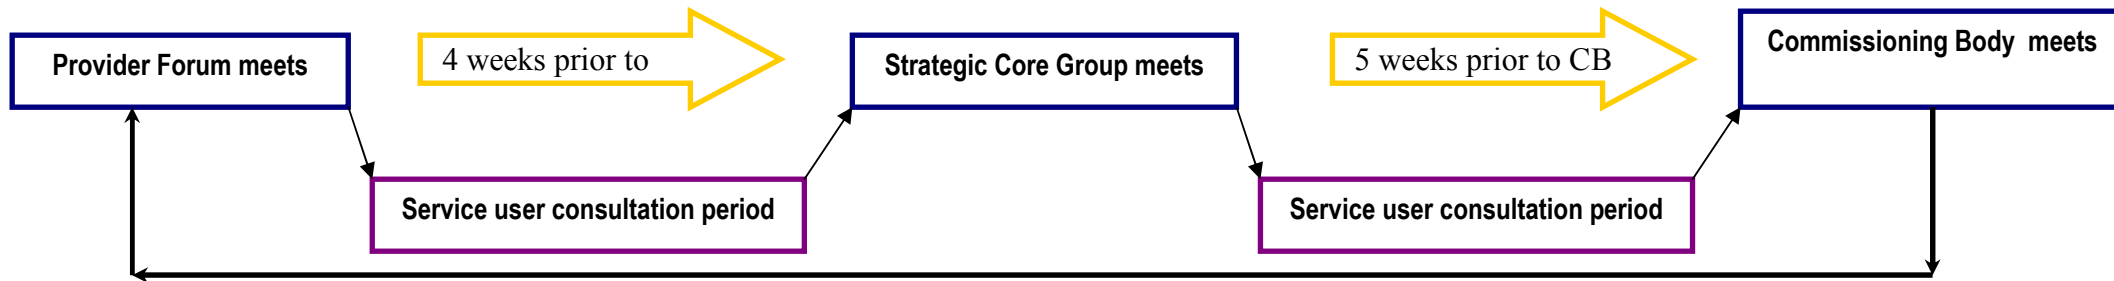 Provider Forum meets
4 weeks prior to
Strategic Core Group meets
5 weeks prior to CB
Commissioning Body  meets
Service user consultation period
Service user consultation period